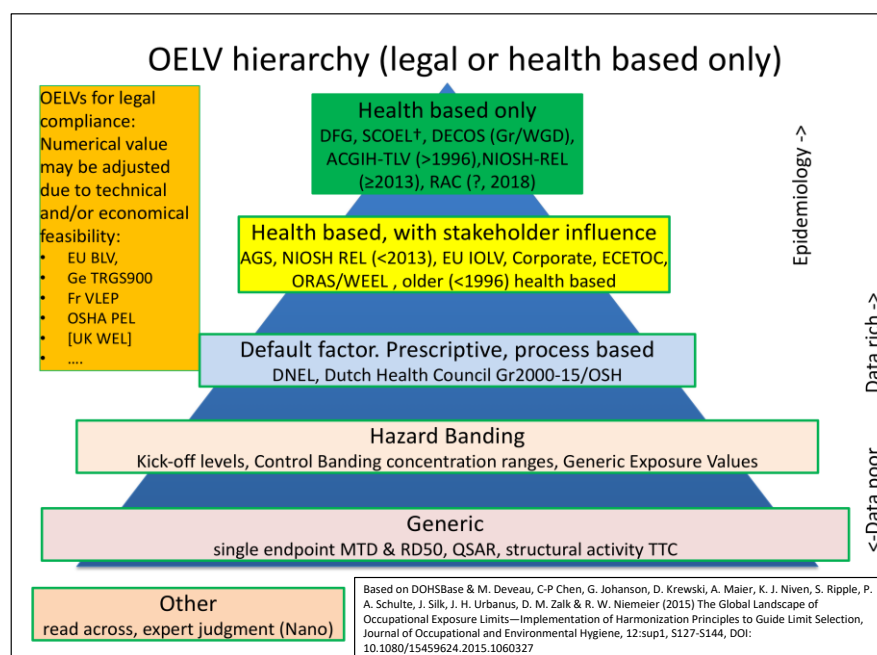 OELV hierarchy (legal or health based only)
OELVs for legal
compliance:
Numerical value
may be adjusted
due to technical
and/or economical
feasibility:
• EU BLV,
• Ge TRGS900
• Fr VLEP
• OSHA PEL
• [UK WEL]
• ....
Health based only
DFG, SCOEL†, DECOS (Gr/WGD),
ACGIH-TLV (>1996),NIOSH-REL
(≥2013), RAC (?, 2018)
Health based, with stakeholder influence
AGS, NIOSH REL (<2013), EU IOLV, Corporate, ECETOC,
ORAS/WEEL , older (<1996) health based
Default factor. Prescriptive, process based
DNEL, Dutch Health Council Gr2000-15/OSH
Hazard Banding
Kick-off levels, Control Banding concentration ranges, Generic Exposure Values
Generic
single endpoint MTD & RD50, QSAR, structural activity TTC
Other
read across, expert judgment (Nano)
Epidemiology ->
Data rich ->
<-Data poor
Based on DOHSBase & M. Deveau, C-P Chen, G. Johanson, D. Krewski, A. Maier, K. J. Niven, S. Ripple, P.
A. Schulte, J. Silk, J. H. Urbanus, D. M. Zalk & R. W. Niemeier (2015) The Global Landscape of
Occupational Exposure Limits—Implementation of Harmonization Principles to Guide Limit Selection,
Journal of Occupational and Environmental Hygiene, 12:sup1, S127-S144, DOI:
10.1080/15459624.2015.1060327